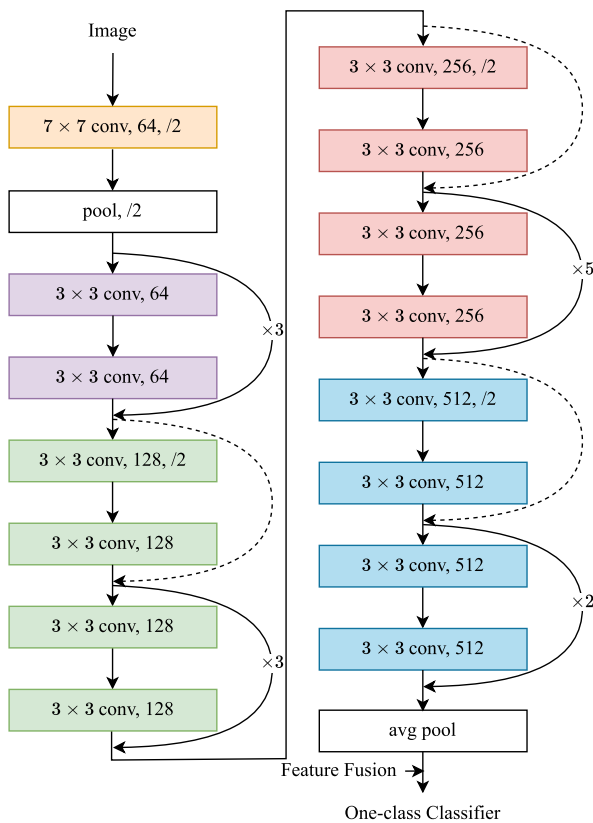 Image
7 × 7 conv, 64, /2
pool, /2
3 × 3 conv, 64
×3
3 × 3 conv, 64
3 × 3 conv, 128, /2
3 × 3 conv, 128
3 × 3 conv, 128
×3
3 × 3 conv, 128
3 × 3 conv, 256, /2
3 × 3 conv, 256
3 × 3 conv, 256
×5
3 × 3 conv, 256
3 × 3 conv, 512, /2
3 × 3 conv, 512
3 × 3 conv, 512
×2
3 × 3 conv, 512
avg pool
Feature Fusion
One-class Classifier